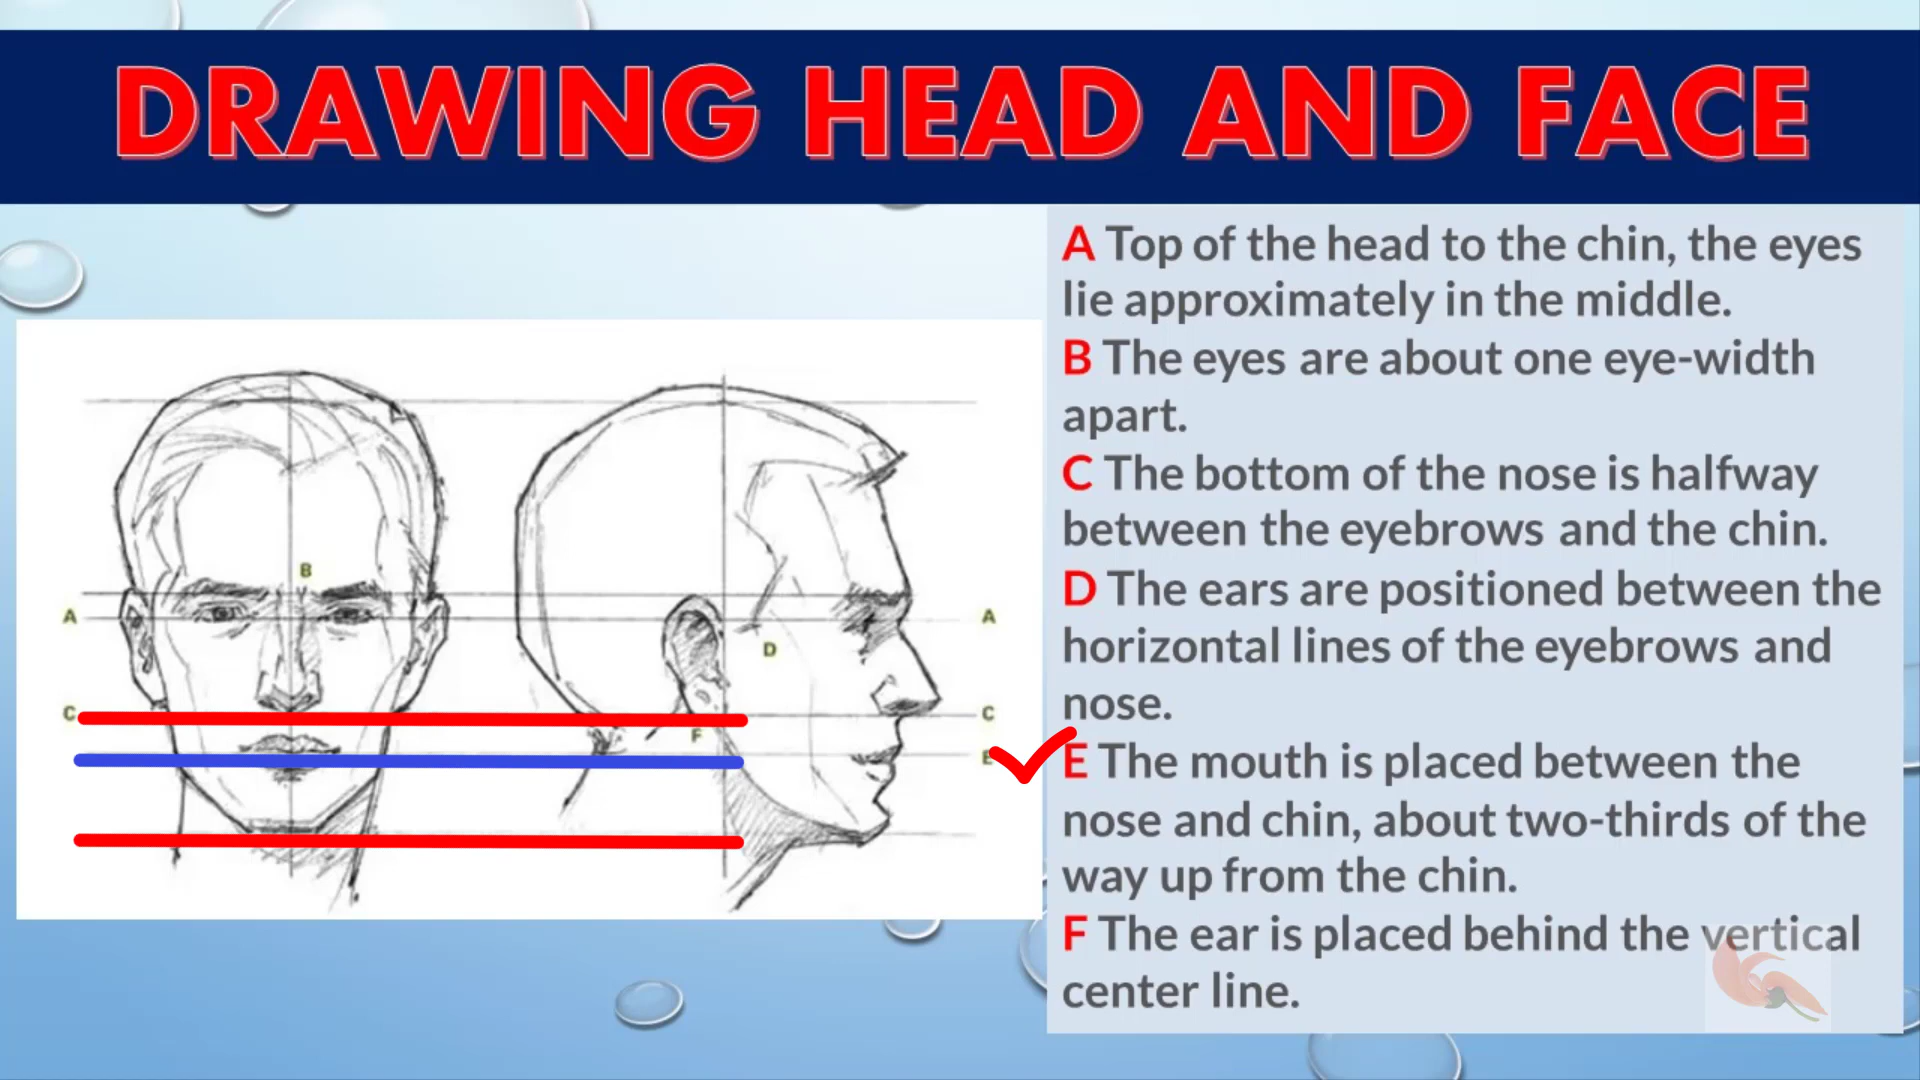 DRAWING HEAD AND FACE
A Top of the head to the chin, the eyes
lie approximately in the middle.
B The eyes are about one eye-width
apart.
C The bottom of the nose is halfway
between the eyebrows and the chin.
D The ears are positioned between the
horizontal lines of the eyebrows and
nose.
E The mouth is placed between the
nose and chin, about two-thirds of the
way up from the chin.
F The ear is placed behind the vertical
center line.
B
A
A
D
C
C
F
E